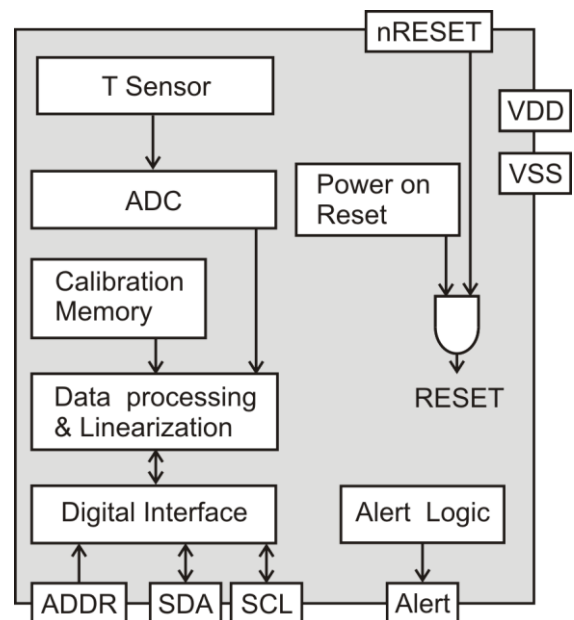 nRESET
T Sensor
VDD
VSS
ADC
Power on
Reset
Calibration
Memory
Data processing
& Linearization
RESET
Digital Interface
Alert Logic
ADDR
SDA
SCL
Alert